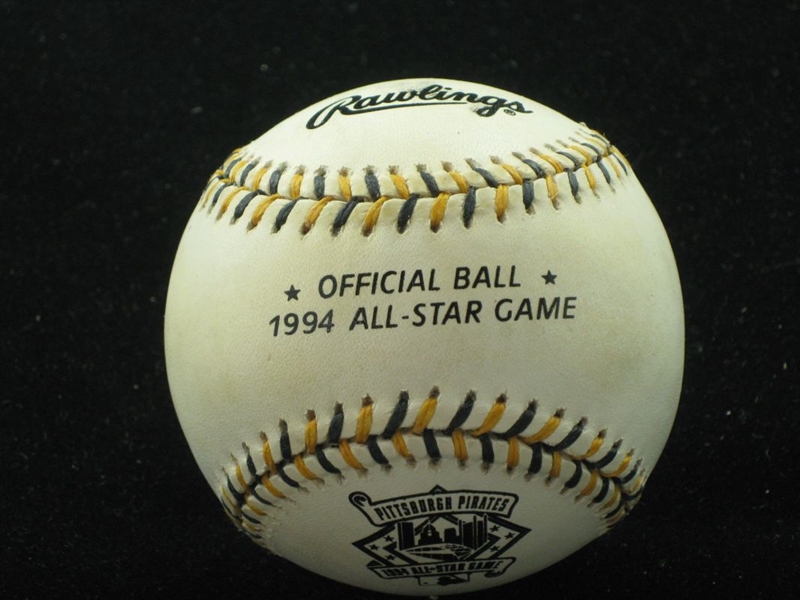 Rawlings®
★ OFFICIAL BALL ★
1994 ALL-STAR GAME
PITTSBURGH PIRATES
1994 ALL-STAR GAME